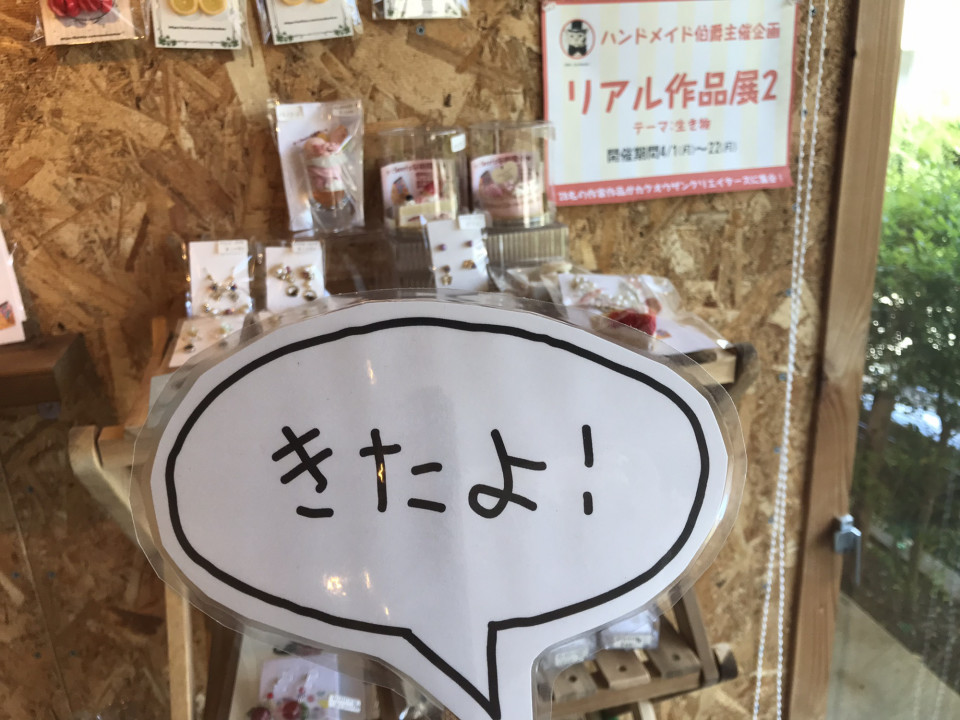 ハンドメイド伯爵主催企画
リアル作品展2
テーマ:生き物
開催期間4/1(月)~22(月)
きたよ!